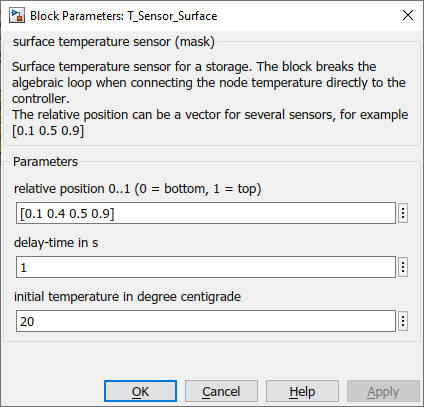 Block Parameters: T_Sensor_Surface
surface temperature sensor (mask)
Surface temperature sensor for a storage. The block breaks the
algebraic loop when connecting the node temperature directly to the
controller.
The relative position can be a vector for several sensors, for example
[0.1 0.5 0.9]
Parameters
relative position 0..1 (0 = bottom, 1 = top)
[0.1 0.4 0.5 0.9]
delay-time in s
1
initial temperature in degree centigrade
20
OK Cancel Help Apply